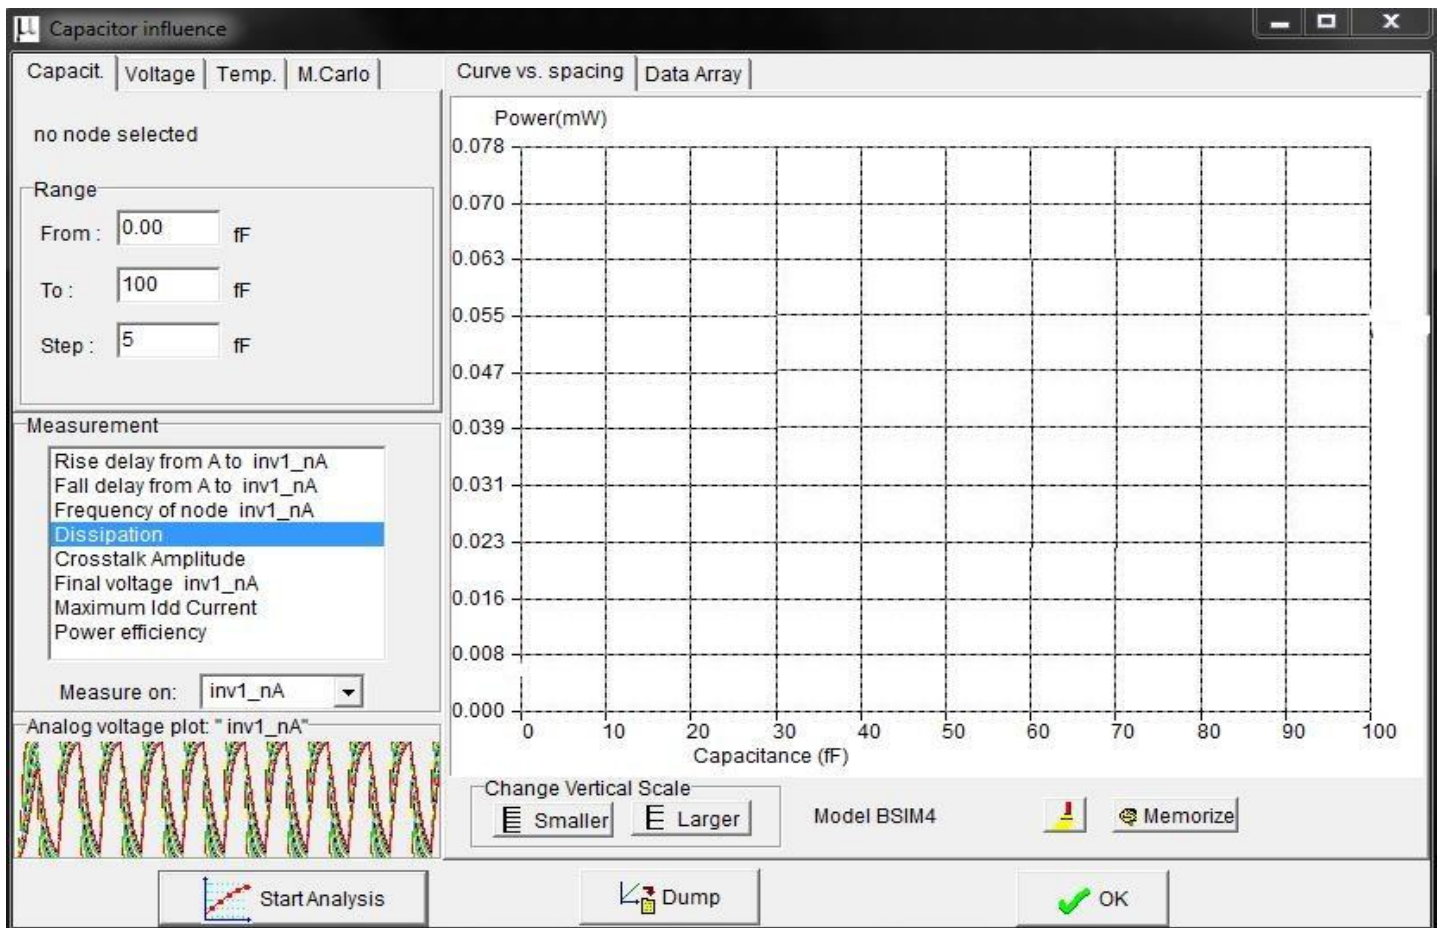 Capacitor influence
Capacit. Voltage Temp. M.Carlo
no node selected
Range
From : 0.00 fF
To : 100 fF
Step : 5 fF
Measurement
Rise delay from A to inv1_nA
Fall delay from A to inv1_nA
Frequency of node inv1_nA
Dissipation
Crosstalk Amplitude
Final voltage inv1_nA
Maximum Idd Current
Power efficiency
Measure on: inv1_nA
Analog voltage plot: " inv1_nA"
Curve vs. spacing Data Array
Power(mW)
0.078
0.070
0.063
0.055
0.047
0.039
0.031
0.023
0.016
0.008
0.000
0 10 20 30 40 50 60 70 80 90 100
Capacitance (fF)
Change Vertical Scale
Smaller Larger
Model BSIM4
Memorize
Start Analysis
Dump
OK